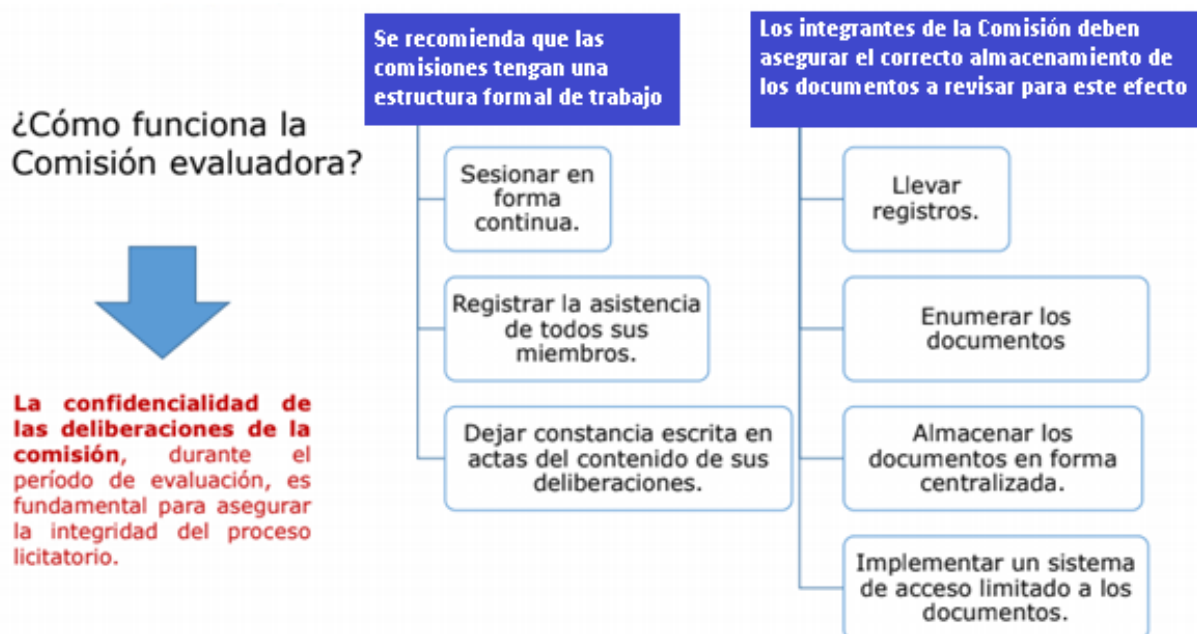 ¿Cómo funciona la
Comisión evaluadora?
La confidencialidad de
las deliberaciones de la
comisión, durante el
período de evaluación, es
fundamental para asegurar
la integridad del proceso
licitatorio.
Se recomienda que las
comisiones tengan una
estructura formal de trabajo
Sesionar en
forma
continua.
Registrar la asistencia
de todos sus
miembros.
Dejar constancia escrita en
actas del contenido de sus
deliberaciones.
Los integrantes de la Comisión deben
asegurar el correcto almacenamiento de
los documentos a revisar para este efecto
Llevar
registros.
Enumerar los
documentos
Almacenar los
documentos en forma
centralizada.
Implementar un sistema
de acceso limitado a los
documentos.